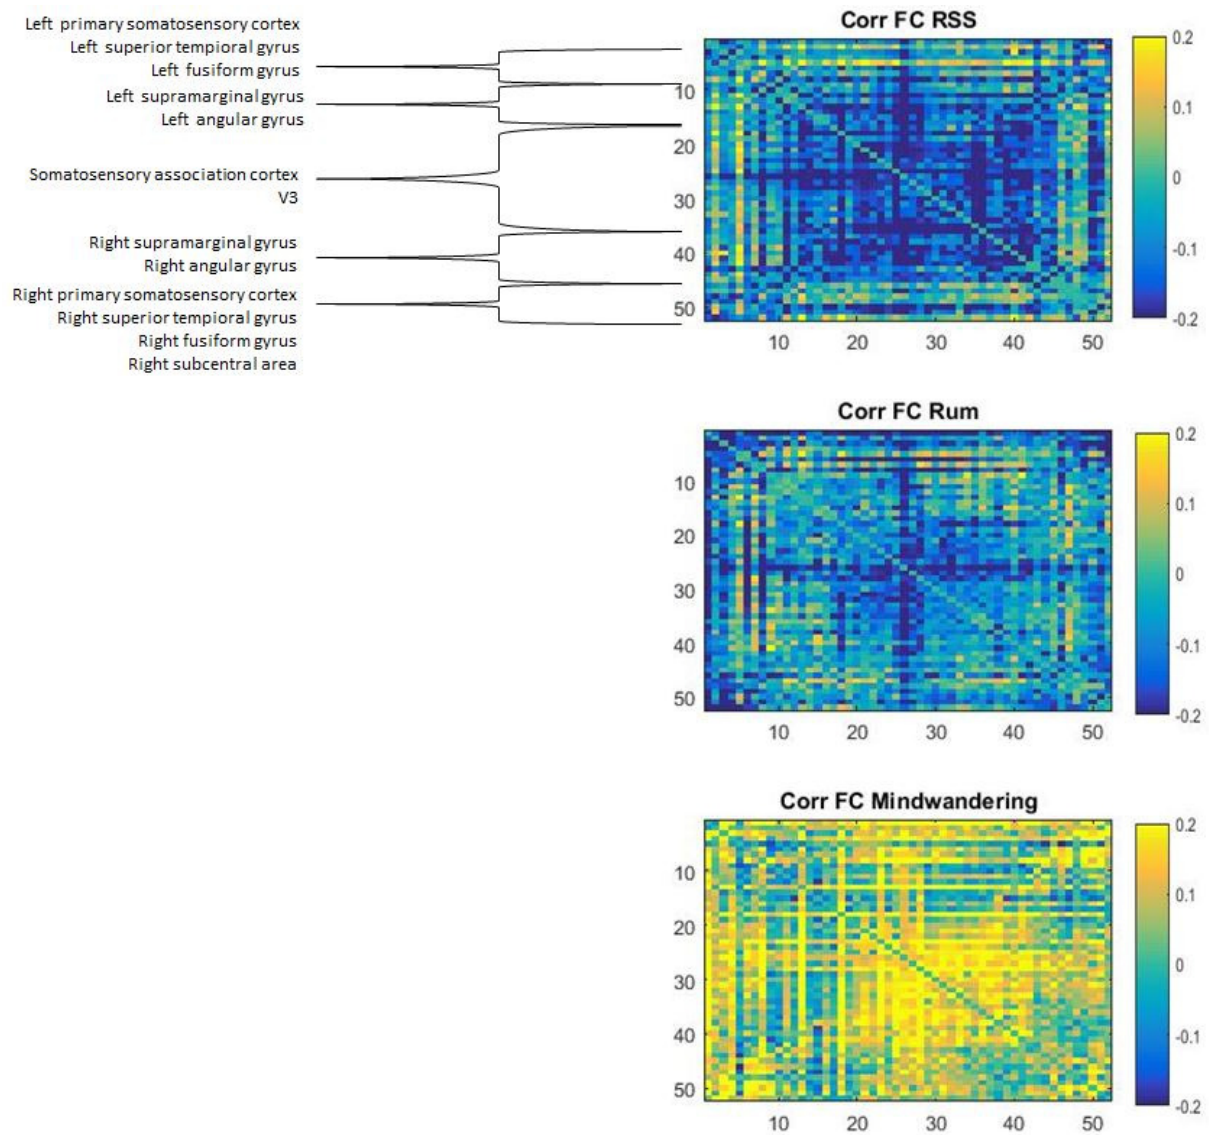 Left primary somatosensory cortex
Left superior tempioral gyrus
Left fusiform gyrus
Left supramarginal gyrus
Left angular gyrus
Somatosensory association cortex
V3
Right supramarginal gyrus
Right angular gyrus
Right primary somatosensory cortex
Right superior tempioral gyrus
Right fusiform gyrus
Right subcentral area
Corr FC RSS
10
20
30
40
50
10 20 30 40 50
0.2
0.1
0
-0.1
-0.2
Corr FC Rum
10
20
30
40
50
10 20 30 40 50
0.2
0.1
0
-0.1
-0.2
Corr FC Mindwandering
10
20
30
40
50
10 20 30 40 50
0.2
0.1
0
-0.1
-0.2